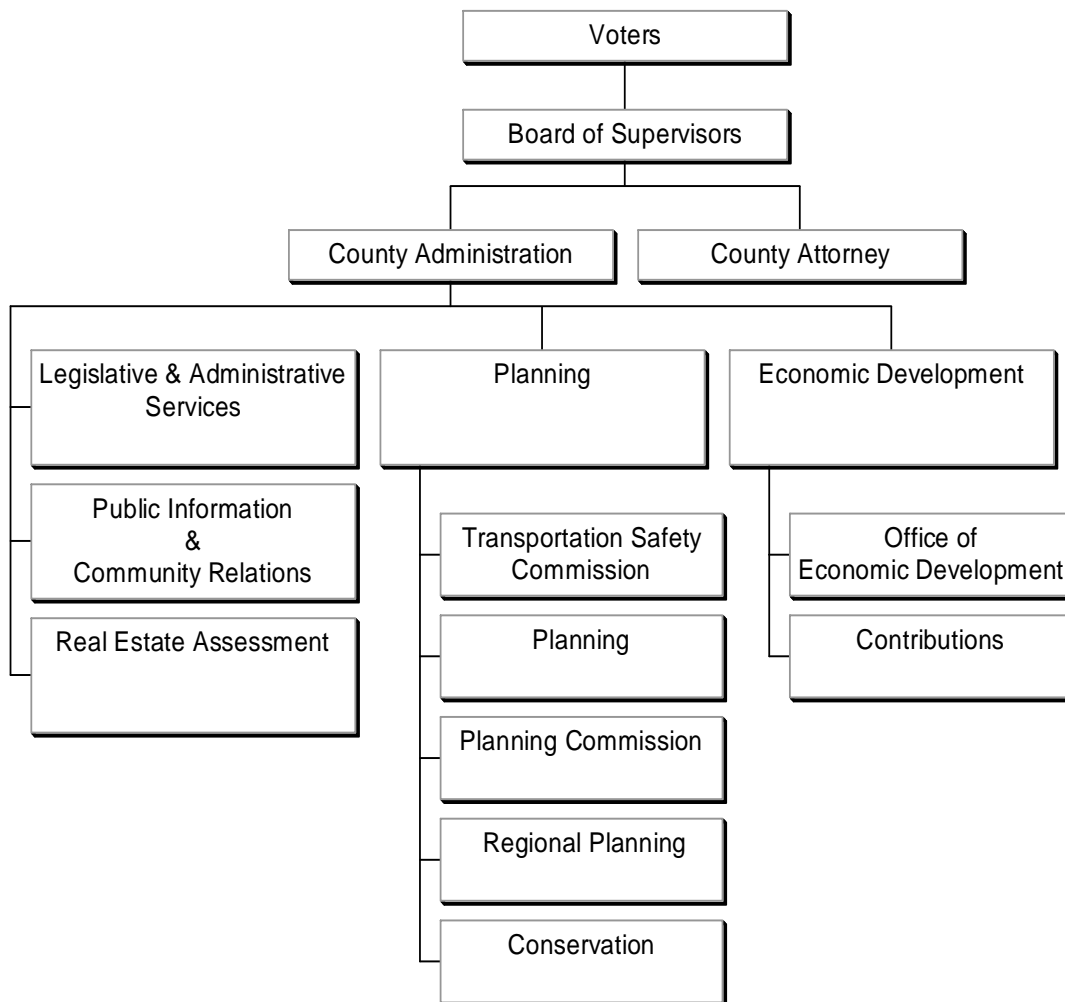 Voters
Board of Supervisors
County Administration
County Attorney
Legislative & Administrative
Services
Planning
Economic Development
Public Information
&
Community Relations
Transportation Safety
Commission
Office of
Economic Development
Real Estate Assessment
Planning
Contributions
Planning Commission
Regional Planning
Conservation